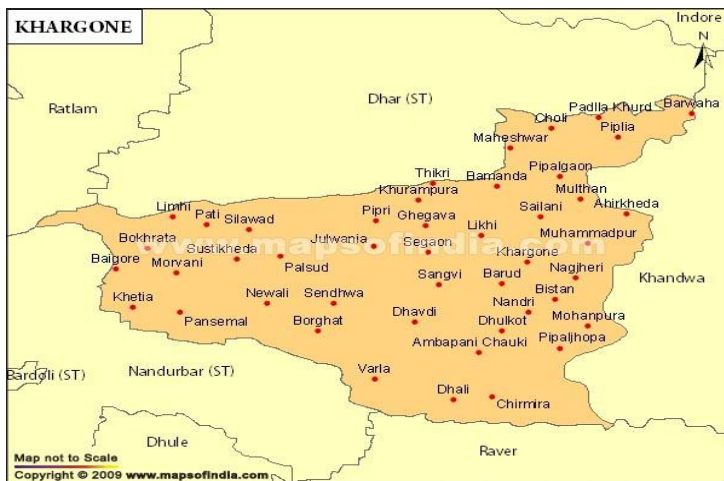 KHARGONE
Indore
N
Ratlam
Dhar (ST)
Padlla Khurd
Barwaha
Choli
Piplia
Maheshwar
Thikri
Bamanda
Pipalgaon
Khurampura
Multhan
Limhi
Pati
Silawad
Pipri
Ghegava
Sailani
Ahirkheda
Bokhrata
Julwania
Segaon
Likhi
Muhammadpur
www.mapsofindia.com
Baigore
Morvani
Sustikheda
Palsud
Khargone
Nagjheri
Khandwa
Sangvi
Barud
Bistan
Khetia
Newali
Sendhwa
Nandri
Pansemal
Borghat
Dhavdi
Dhulkot
Mohanpura
Ambapani Chauki
Pipaljhopa
Bardoli (ST)
Nandurbar (ST)
Varla
Dhali
Chirmira
Dhule
Raver
Map not to Scale
Copyright © 2009 www.mapsofindia.com